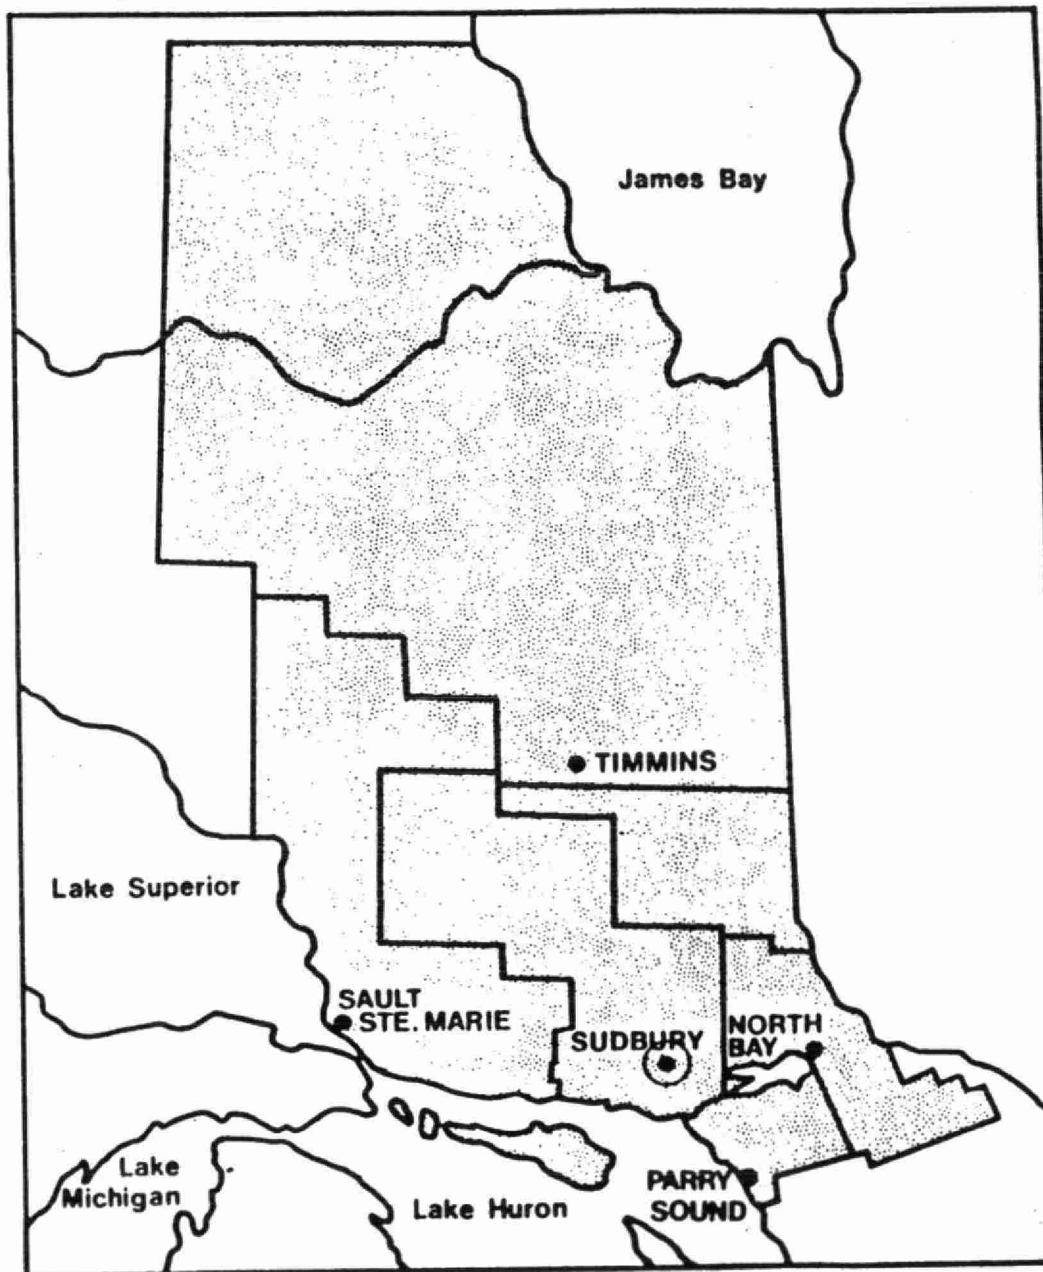 James Bay
TIMMINS
Lake Superior
SAULT
STE. MARIE
SUDBURY
NORTH
BAY
Lake
Michigan
Lake Huron
PARRY
SOUND